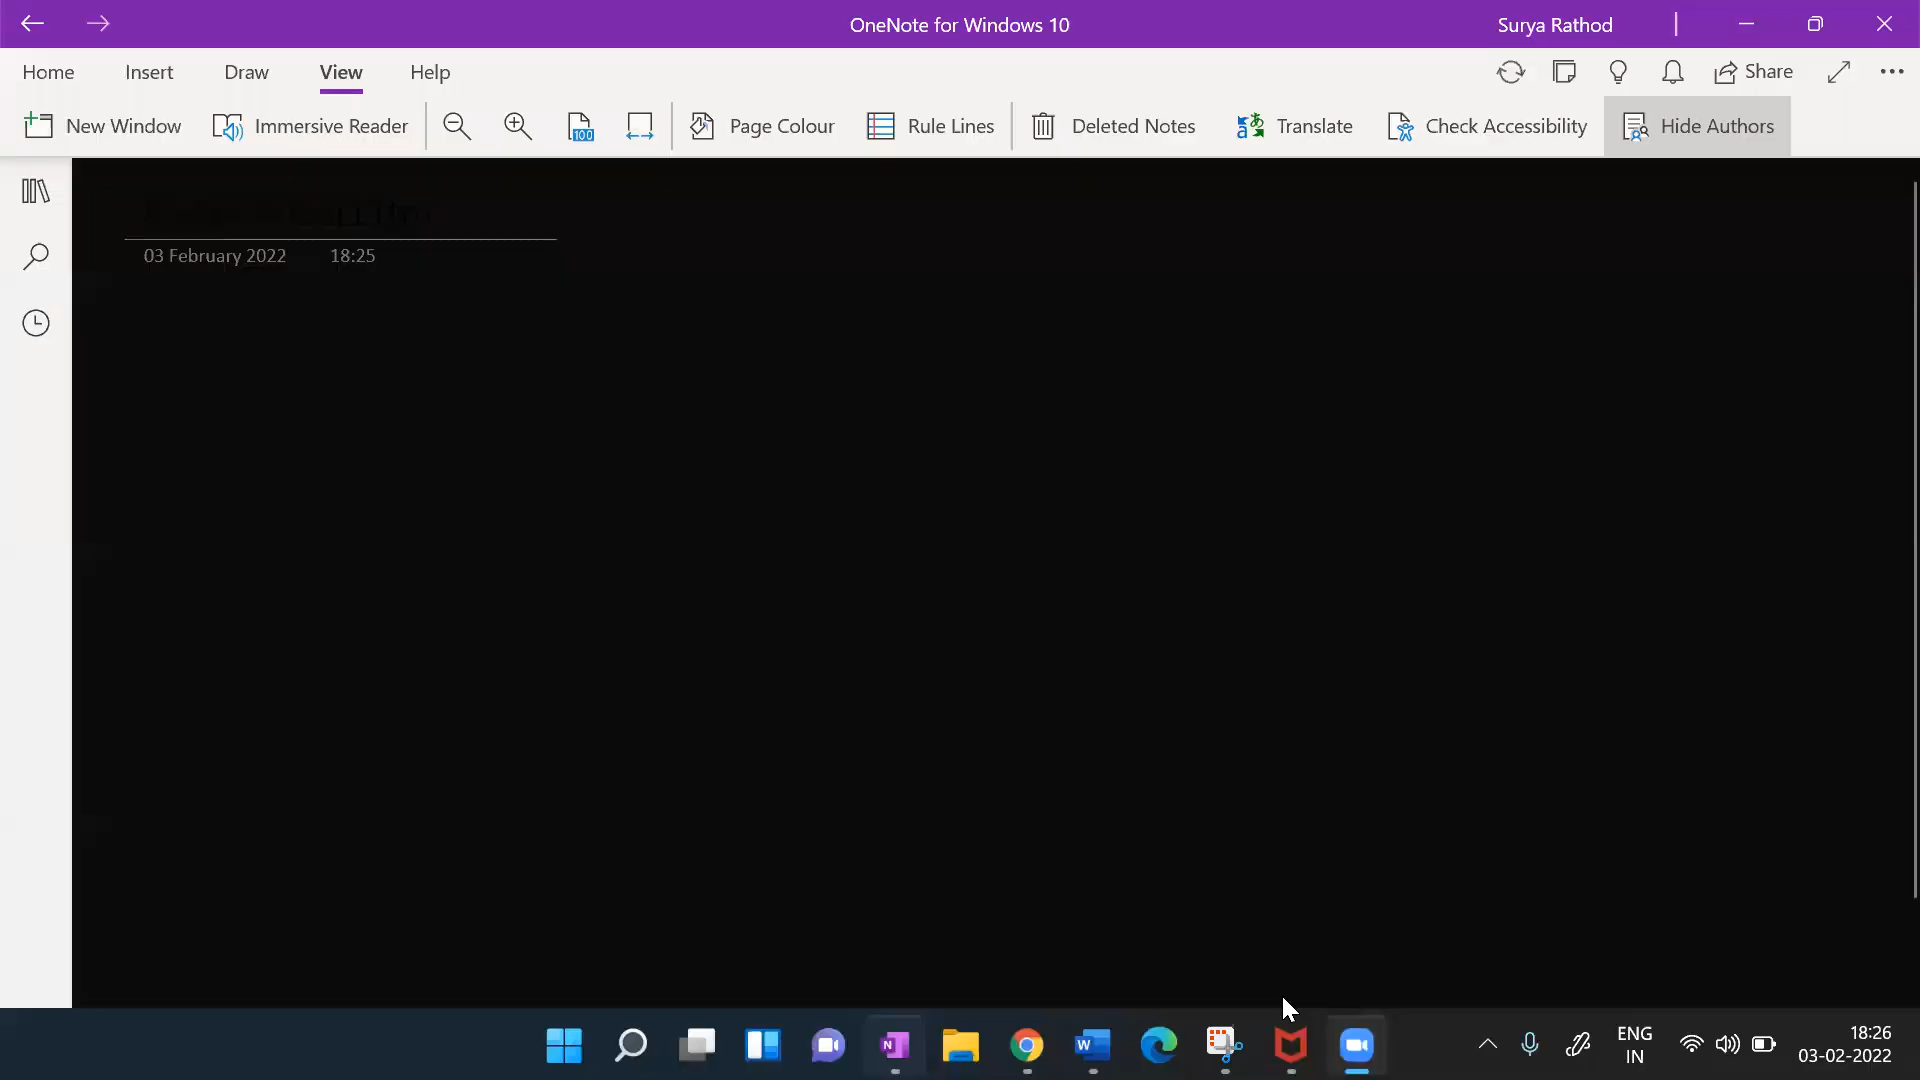 OneNote for Windows 10
Surya Rathod
Home Insert Draw View Help
Share
New Window Immersive Reader 100 Page Colour Rule Lines Deleted Notes Translate Check Accessibility Hide Authors
03 February 2022 18:25
ENG
IN
18:26
03-02-2022